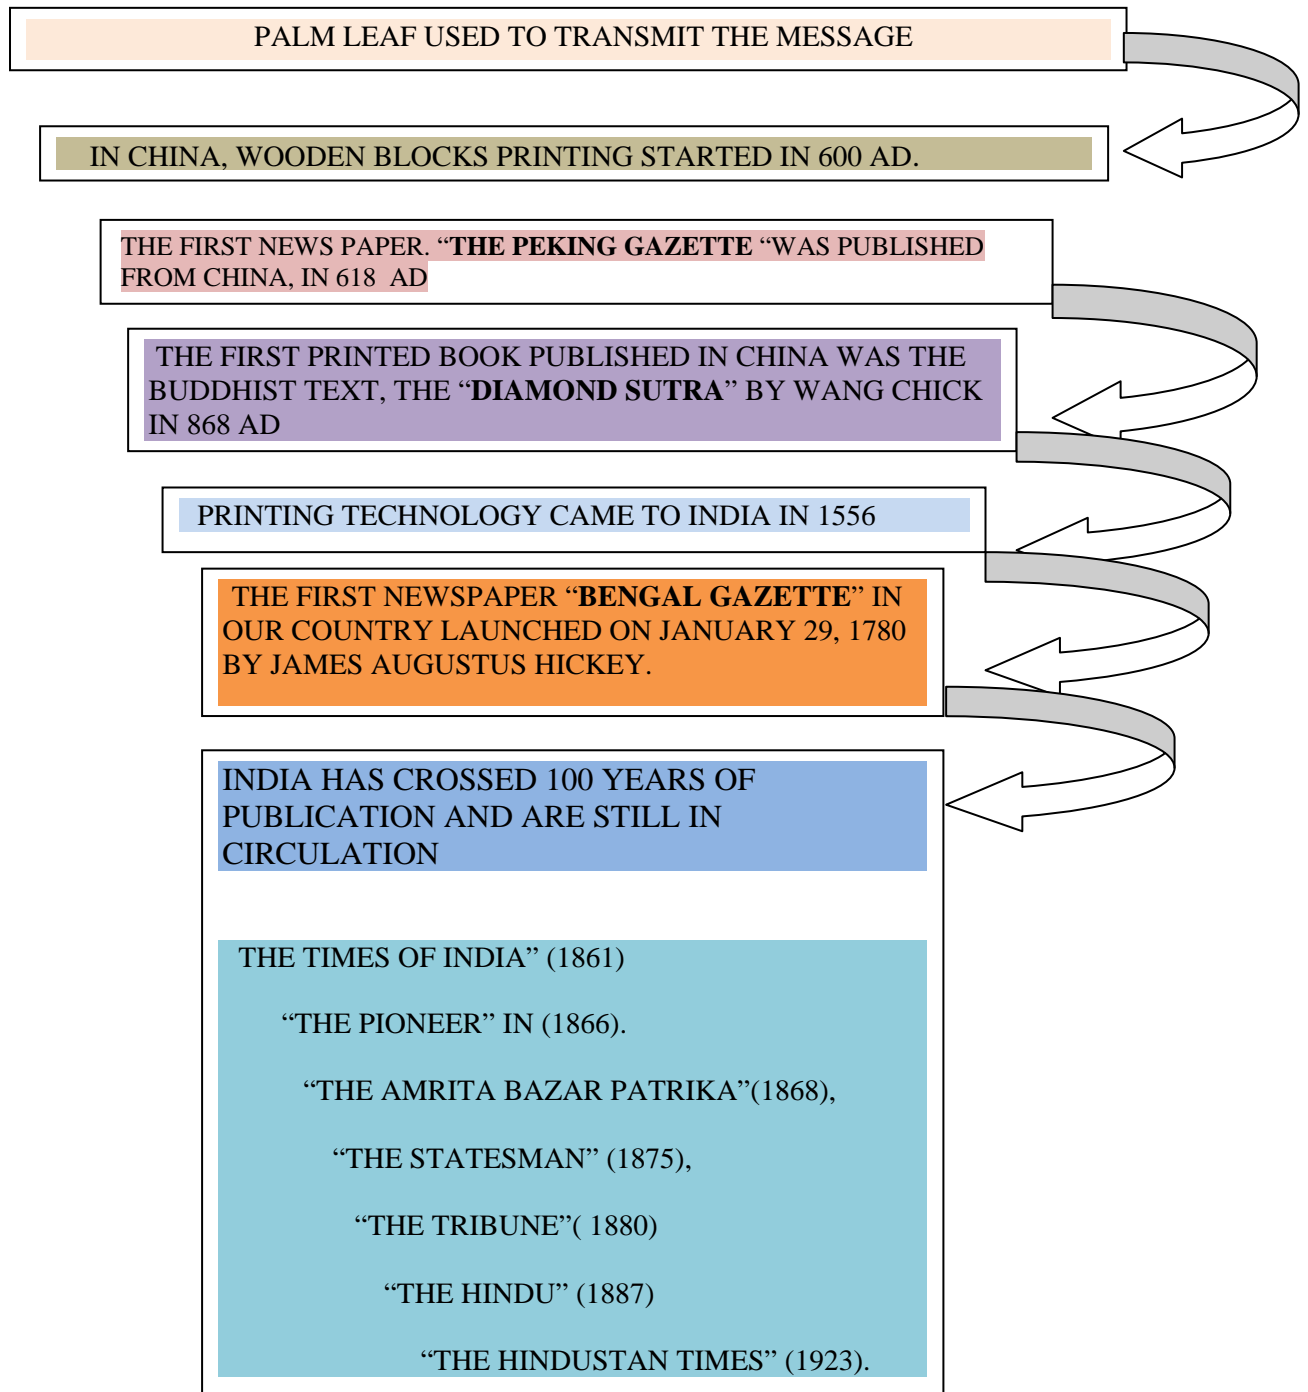 PALM LEAF USED TO TRANSMIT THE MESSAGE
IN CHINA, WOODEN BLOCKS PRINTING STARTED IN 600 AD.
THE FIRST NEWS PAPER. “THE PEKING GAZETTE “WAS PUBLISHED
FROM CHINA, IN 618 AD
THE FIRST PRINTED BOOK PUBLISHED IN CHINA WAS THE
BUDDHIST TEXT, THE “DIAMOND SUTRA” BY WANG CHICK
IN 868 AD
PRINTING TECHNOLOGY CAME TO INDIA IN 1556
THE FIRST NEWSPAPER “BENGAL GAZETTE” IN
OUR COUNTRY LAUNCHED ON JANUARY 29, 1780
BY JAMES AUGUSTUS HICKEY.
INDIA HAS CROSSED 100 YEARS OF
PUBLICATION AND ARE STILL IN
CIRCULATION
THE TIMES OF INDIA” (1861)
“THE PIONEER” IN (1866).
“THE AMRITA BAZAR PATRIKA”(1868),
“THE STATESMAN” (1875),
“THE TRIBUNE”( 1880)
“THE HINDU” (1887)
“THE HINDUSTAN TIMES” (1923).